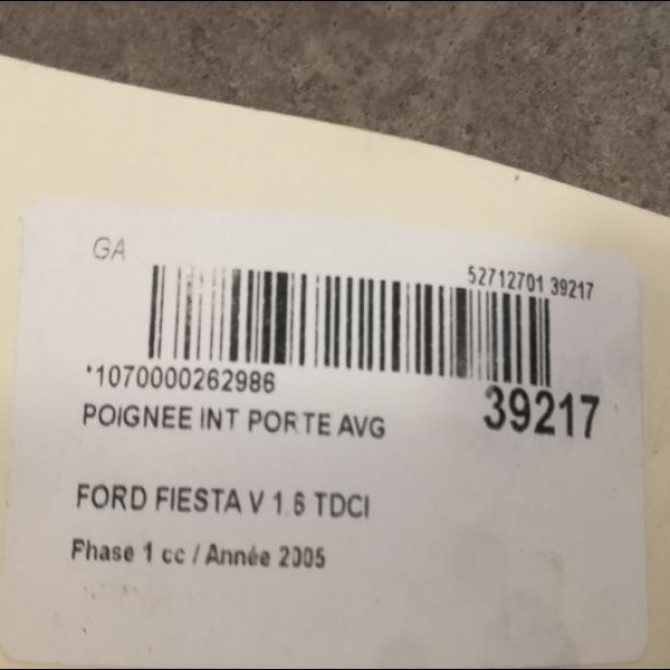 GA
52712701 39217
*1070000262986
39217
POIGNEE INT PORTE AVG
FORD FIESTA V 1.6 TDCI
Phase 1 cc / Année 2005